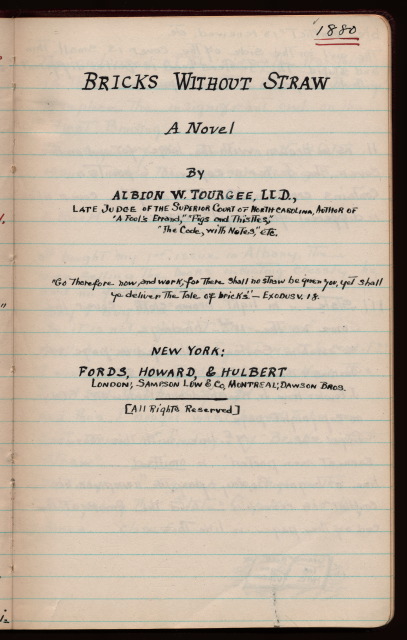 1880
BRICKS WITHOUT STRAW
A Novel
By
ALBION W. TOURGEE, LL.D.,
LATE JUDGE OF THE SUPERIOR COURT OF NORTH CAROLINA, AUTHOR OF
"A Fool's Errand," "Figs and Thistles,"
"The Code, with Notes," etc.
"Go Therefore now, and work; for There shall no straw be given you, yet shall
ye deliver The Tale of bricks" — EXODUS V. 18.
NEW YORK:
FORDS, HOWARD, & HULBERT
LONDON; SAMPSON LOW & Co, MONTREAL; DAWSON BROS.
[All Rights Reserved]